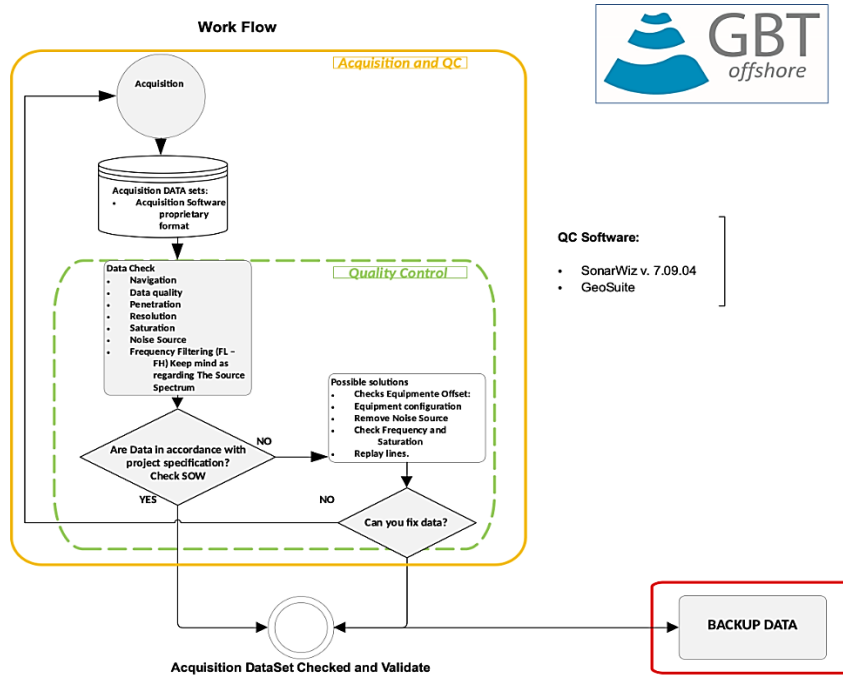 Work Flow
GBT
offshore
Acquisition and QC
Acquisition
Acquisition DATA sets:
• Acquisition Software
proprietary
format
QC Software:
• SonarWiz v. 7.09.04
• GeoSuite
Quality Control
Data Check
• Navigation
• Data quality
• Penetration
• Resolution
• Saturation
• Noise Source
• Frequency Filtering (FL –
FH) Keep mind as
regarding The Source
Spectrum
Possible solutions
• Checks Equipmente Offset:
• Equipment configuration
• Remove Noise Source
• Check Frequency and
Saturation
• Replay lines.
Are Data in accordance with
project specification?
Check SOW
NO
YES
NO
Can you fix data?
BACKUP DATA
Acquisition DataSet Checked and Validate